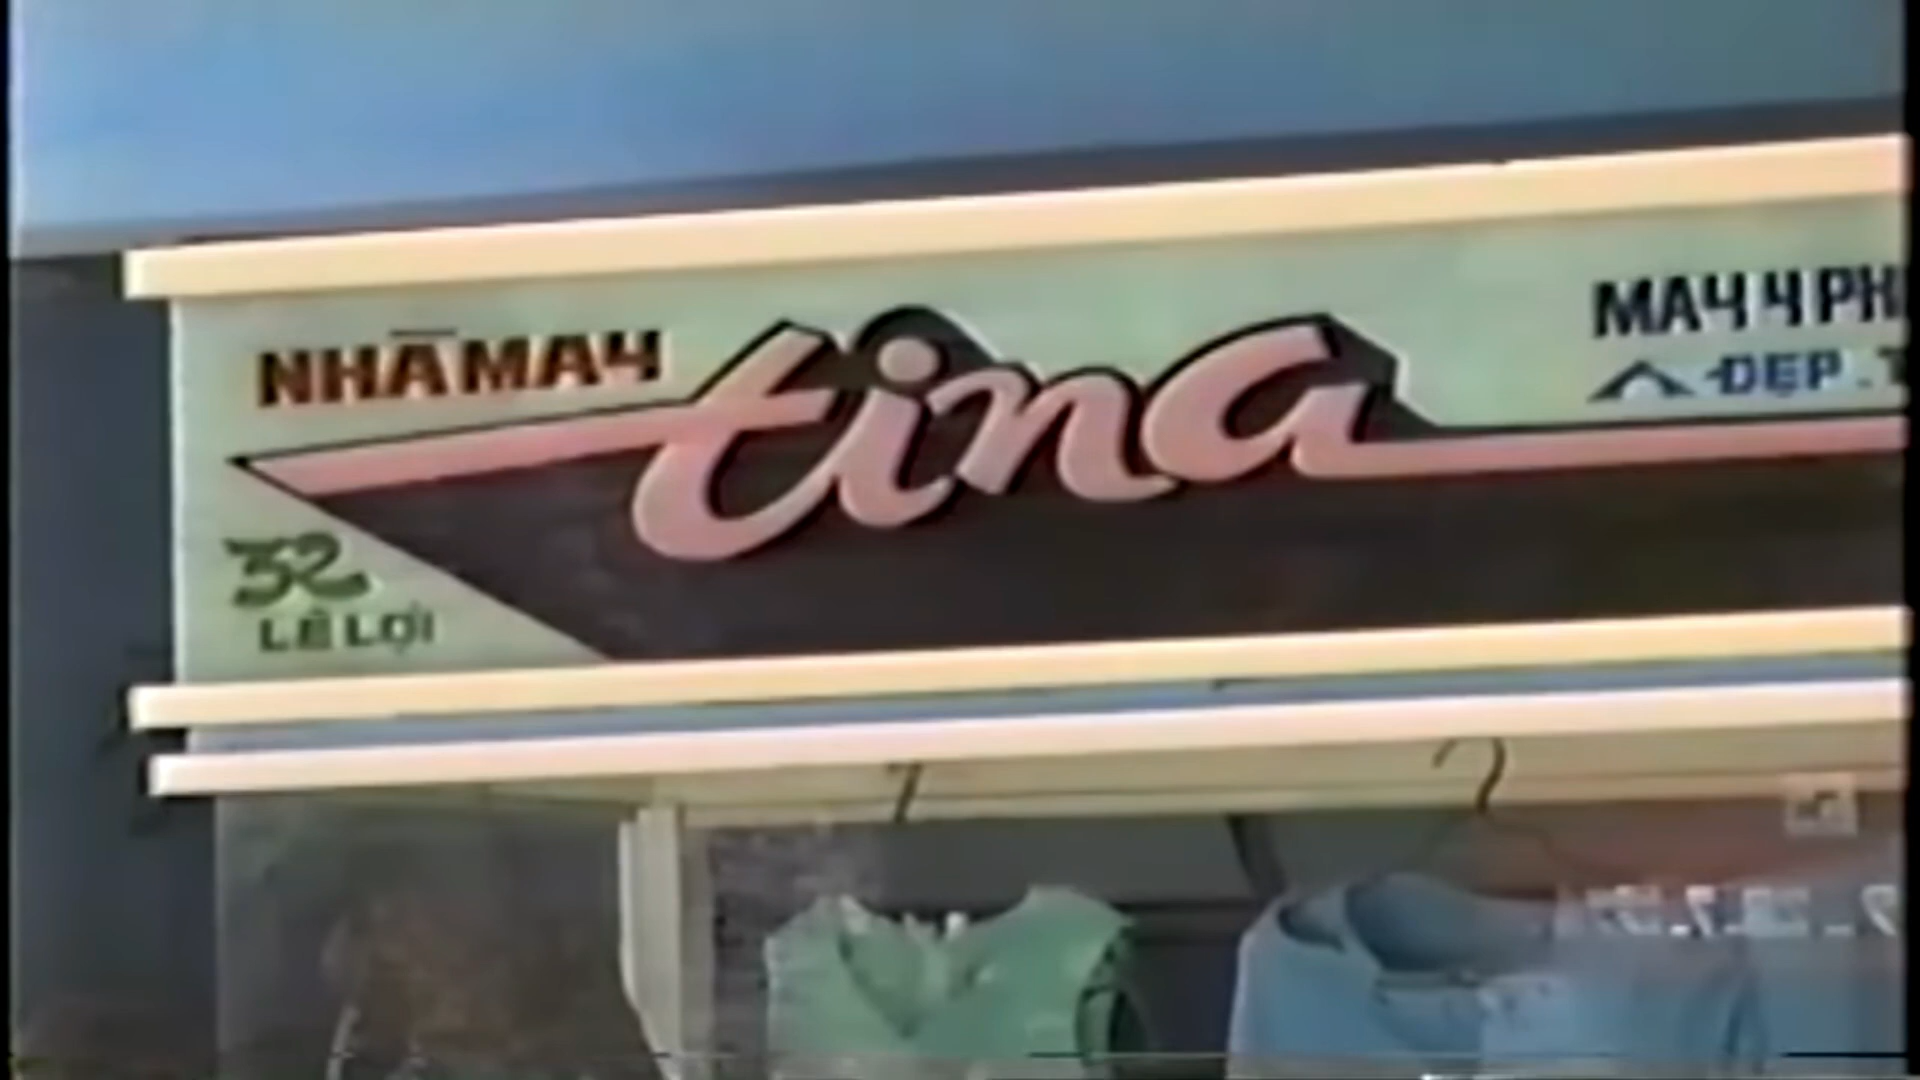 NHÀ MAY
tina
32
LÊ LỢI
MAY Y PH
ĐẸP . T